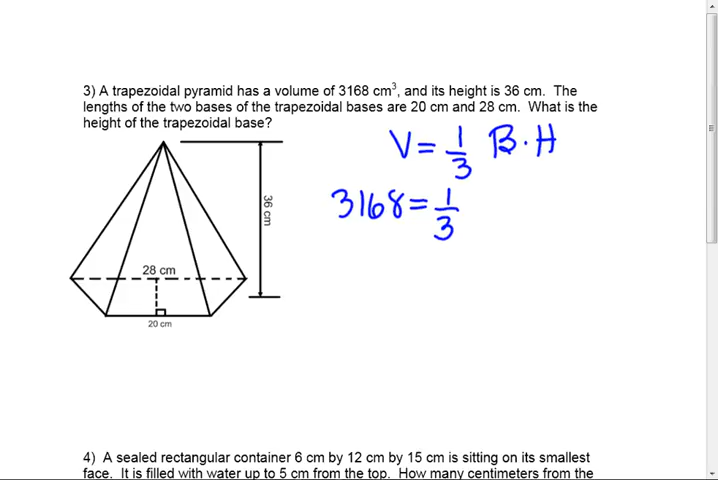 3) A trapezoidal pyramid has a volume of 3168 cm³, and its height is 36 cm. The
lengths of the two bases of the trapezoidal bases are 20 cm and 28 cm. What is the
height of the trapezoidal base?
V = 1/3 B · H
3168 = 1/3
36 cm
28 cm
20 cm
4) A sealed rectangular container 6 cm by 12 cm by 15 cm is sitting on its smallest
face. It is filled with water up to 5 cm from the top. How many centimeters from the